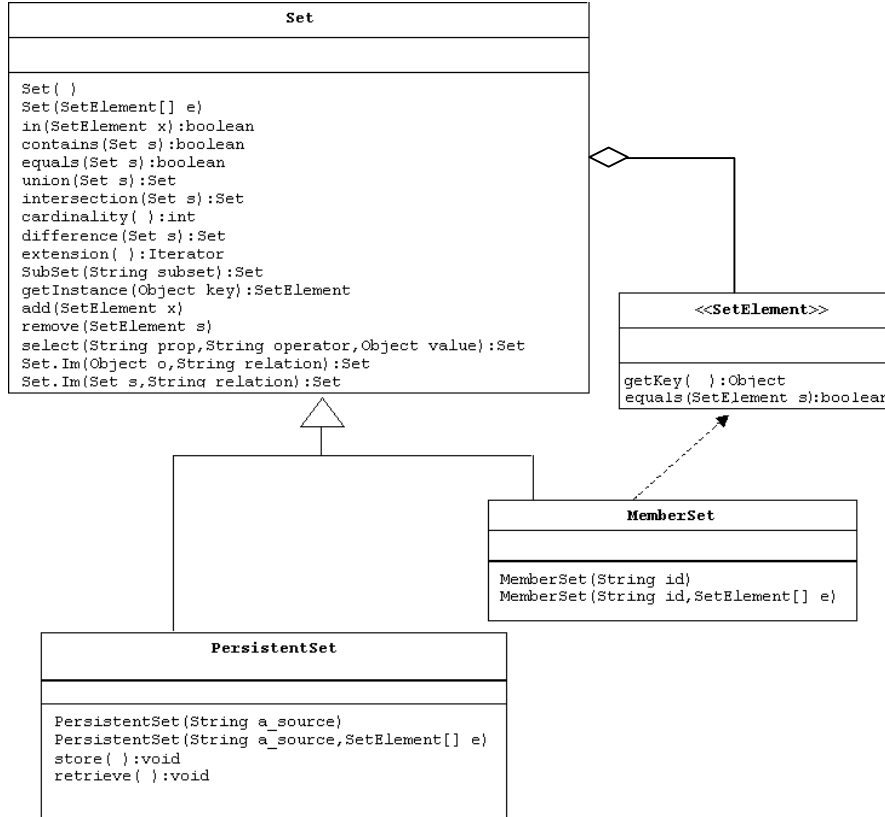 Set
Set( )
Set(SetElement[] e)
in(SetElement x):boolean
contains(Set s):boolean
equals(Set s):boolean
union(Set s):Set
intersection(Set s):Set
cardinality( ):int
difference(Set s):Set
extension( ):Iterator
SubSet(String subset):Set
getInstance(Object key):SetElement
add(SetElement x)
remove(SetElement s)
select(String prop,String operator,Object value):Set
Set.Im(Object o,String relation):Set
Set.Im(Set s,String relation):Set
<<SetElement>>
getKey( ):Object
equals(SetElement s):boolean
MemberSet
MemberSet(String id)
MemberSet(String id,SetElement[] e)
PersistentSet
PersistentSet(String a_source)
PersistentSet(String a_source,SetElement[] e)
store( ):void
retrieve( ):void